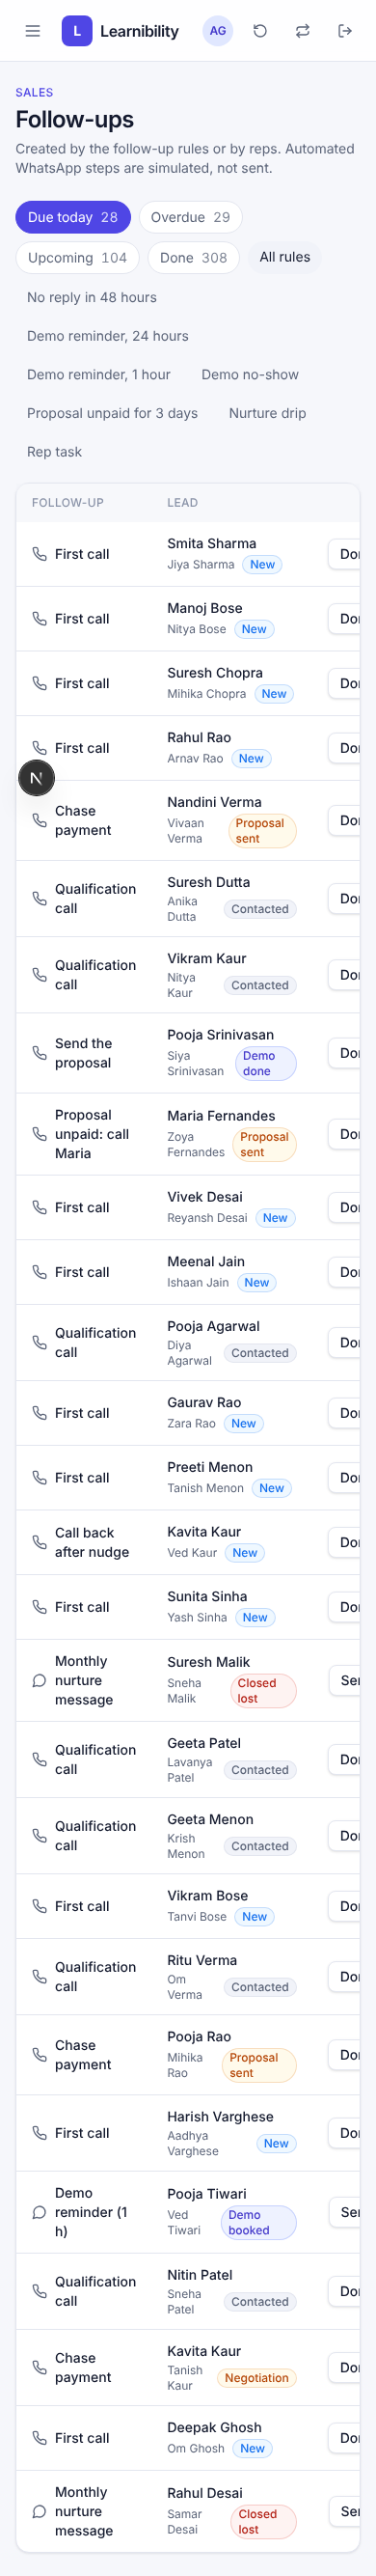 L Learnibility AG
SALES
Follow-ups
Created by the follow-up rules or by reps. Automated
WhatsApp steps are simulated, not sent.
Due today 28 Overdue 29
Upcoming 104 Done 308 All rules
No reply in 48 hours
Demo reminder, 24 hours
Demo reminder, 1 hour Demo no-show
Proposal unpaid for 3 days Nurture drip
Rep task
FOLLOW-UP LEAD
First call
Smita Sharma
Jiya Sharma New
First call
Manoj Bose
Nitya Bose New
First call
Suresh Chopra
Mihika Chopra New
First call
Rahul Rao
Arnav Rao New
N
Chase
payment
Nandini Verma
Vivaan
Verma
Proposal
sent
Qualification
call
Suresh Dutta
Anika
Dutta
Contacted
Qualification
call
Vikram Kaur
Nitya
Kaur
Contacted
Send the
proposal
Pooja Srinivasan
Siya
Srinivasan
Demo
done
Proposal
unpaid: call
Maria
Maria Fernandes
Zoya
Fernandes
Proposal
sent
First call
Vivek Desai
Reyansh Desai New
First call
Meenal Jain
Ishaan Jain New
Qualification
call
Pooja Agarwal
Diya
Agarwal
Contacted
First call
Gaurav Rao
Zara Rao New
First call
Preeti Menon
Tanish Menon New
Call back
after nudge
Kavita Kaur
Ved Kaur New
First call
Sunita Sinha
Yash Sinha New
Monthly
nurture
message
Suresh Malik
Sneha
Malik
Closed
lost
Qualification
call
Geeta Patel
Lavanya
Patel
Contacted
Qualification
call
Geeta Menon
Krish
Menon
Contacted
First call
Vikram Bose
Tanvi Bose New
Qualification
call
Ritu Verma
Om
Verma
Contacted
Chase
payment
Pooja Rao
Mihika
Rao
Proposal
sent
First call
Harish Varghese
Aadhya
Varghese
New
Demo
reminder (1
h)
Pooja Tiwari
Ved
Tiwari
Demo
booked
Qualification
call
Nitin Patel
Sneha
Patel
Contacted
Chase
payment
Kavita Kaur
Tanish
Kaur
Negotiation
First call
Deepak Ghosh
Om Ghosh New
Monthly
nurture
message
Rahul Desai
Samar
Desai
Closed
lost